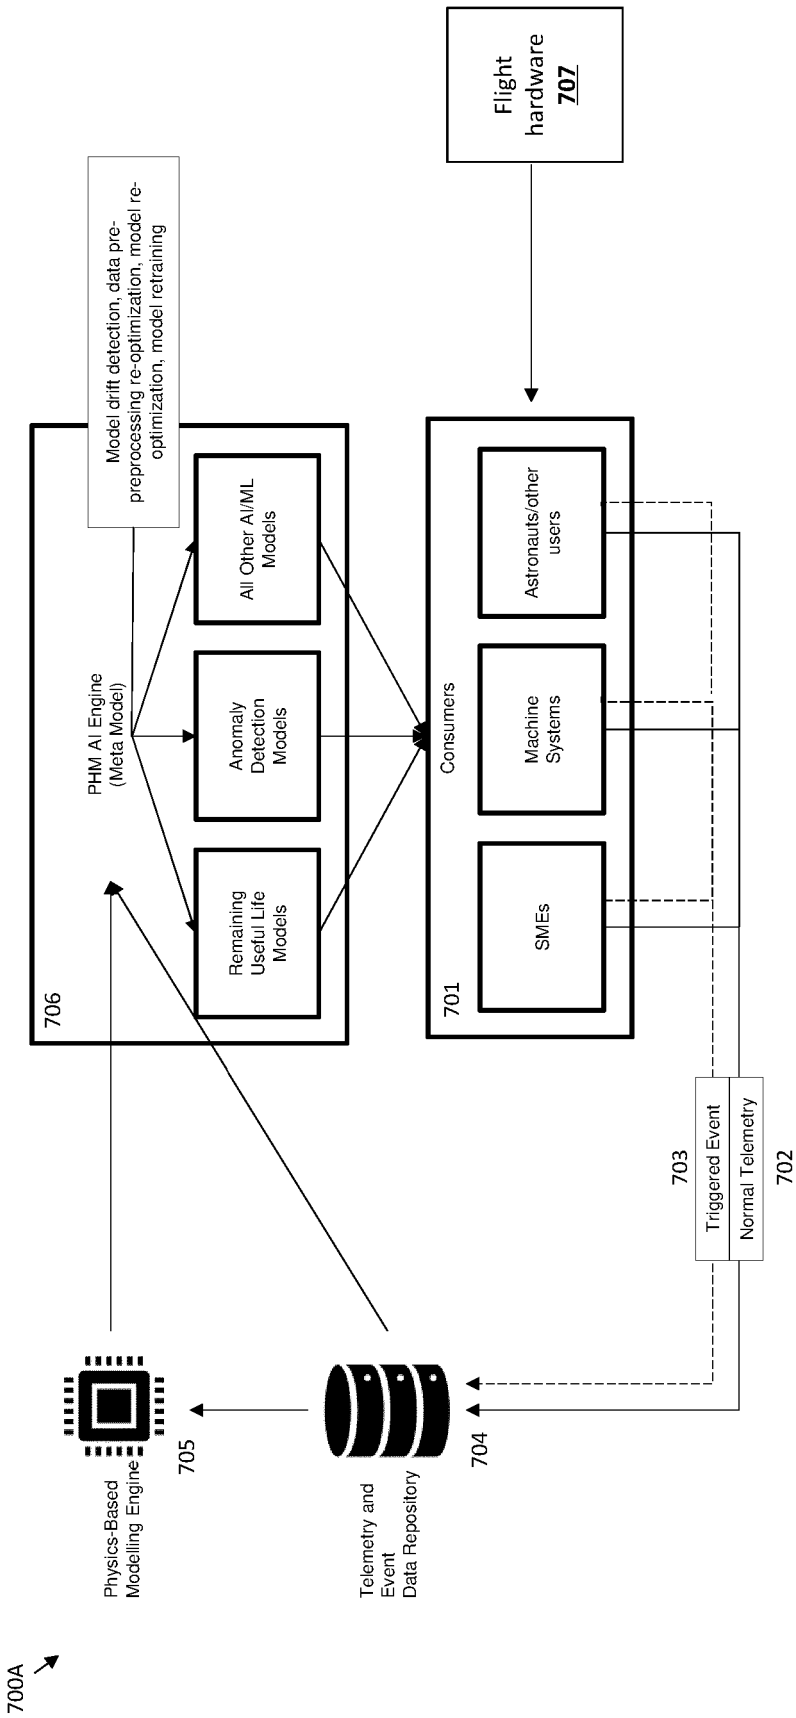 700A
Physics-Based
Modelling Engine
705
Telemetry and
Event
Data Repository
704
706
PHM AI Engine
(Meta Model)
Model drift detection, data pre-
preprocessing re-optimization, model re-
optimization, model retraining
Remaining
Useful Life
Models
Anomaly
Detection
Models
All Other AI/ML
Models
701
Consumers
SMEs
Machine
Systems
Astronauts/other
users
Flight
hardware
707
703
Triggered Event
Normal Telemetry
702